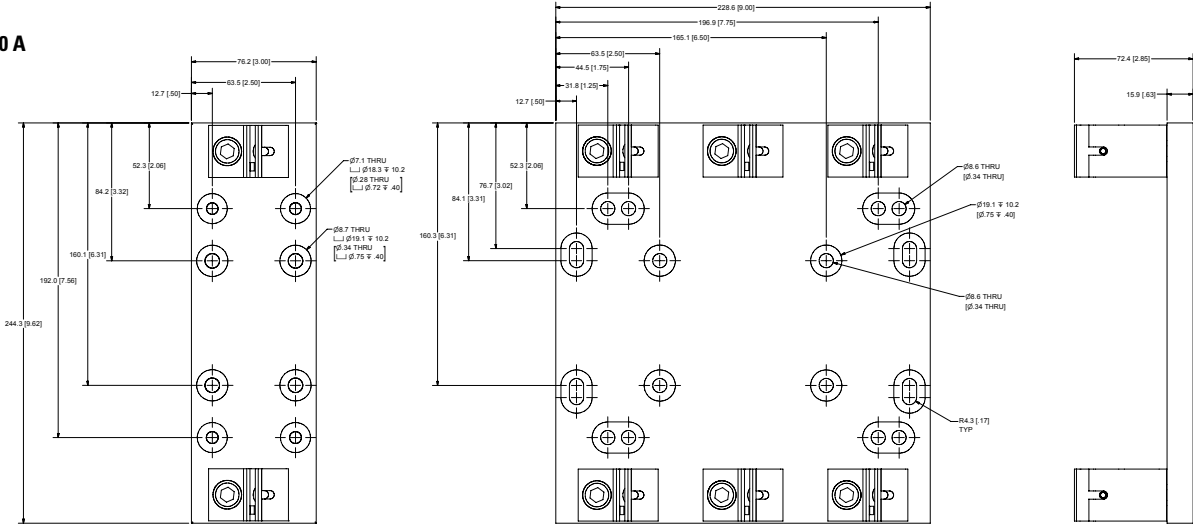 0 A
76.2 [3.00]
63.5 [2.50]
12.7 [.50]
52.3 [2.06]
84.2 [3.32]
160.1 [6.31]
192.0 [7.56]
244.3 [9.62]
Ø7.1 THRU
⌴ Ø18.3 ↧ 10.2
[Ø.28 THRU
⌴ Ø.72 ↧ .40]
Ø8.7 THRU
⌴ Ø19.1 ↧ 10.2
[Ø.34 THRU
⌴ Ø.75 ↧ .40]
228.6 [9.00]
196.9 [7.75]
165.1 [6.50]
63.5 [2.50]
44.5 [1.75]
31.8 [1.25]
12.7 [.50]
52.3 [2.06]
76.7 [3.02]
84.1 [3.31]
160.3 [6.31]
Ø8.6 THRU
[Ø.34 THRU]
Ø19.1 ↧ 10.2
[Ø.75 ↧ .40]
Ø8.6 THRU
[Ø.34 THRU]
R4.3 [.17]
TYP
72.4 [2.85]
15.9 [.63]